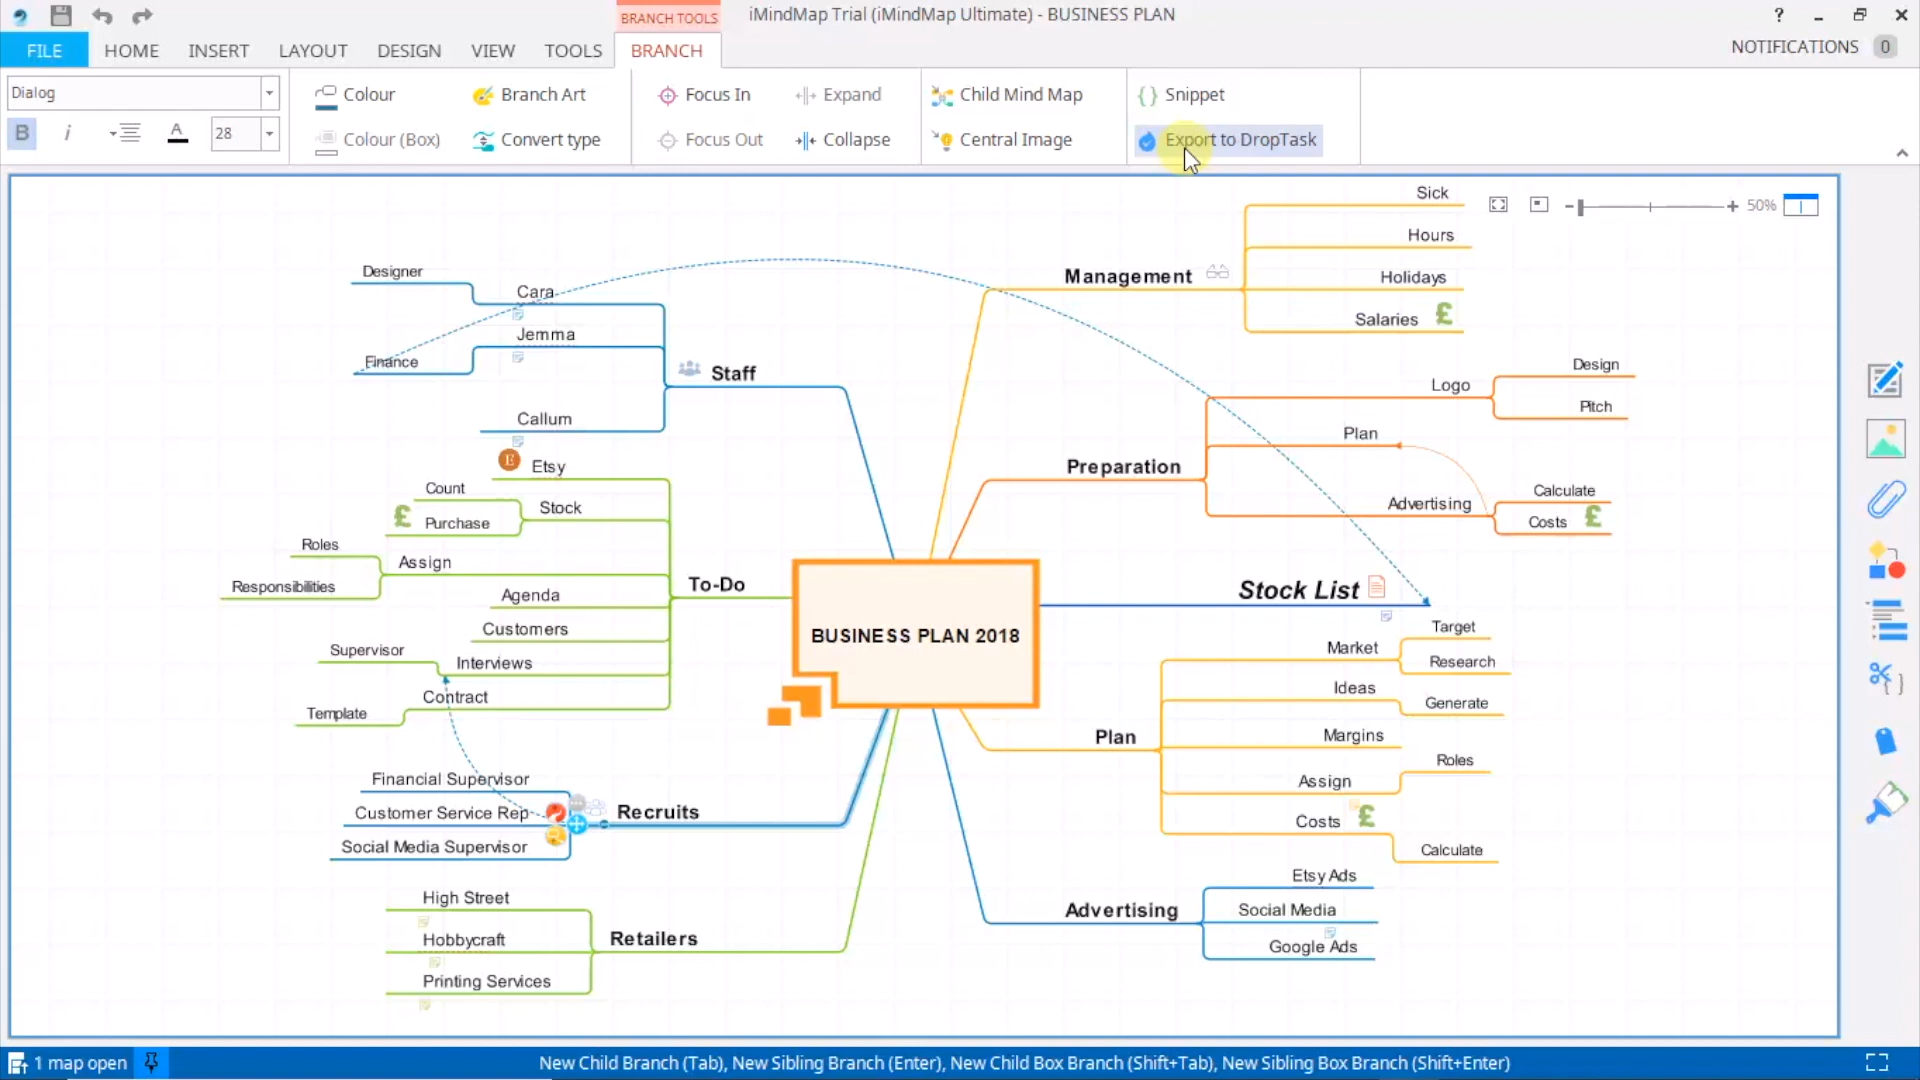 BRANCH TOOLS
iMindMap Trial (iMindMap Ultimate) - BUSINESS PLAN
?
FILE HOME INSERT LAYOUT DESIGN VIEW TOOLS BRANCH
NOTIFICATIONS 0
Dialog
B i A 28
Colour
Colour (Box)
Branch Art
Convert type
Focus In
Focus Out
Expand
Collapse
Child Mind Map
Central Image
Snippet
Export to DropTask
50%
Designer
Cara
Jemma
Finance
Callum
Staff
E
Etsy
Count
Purchase
Stock
Roles
Responsibilities
Assign
Agenda
Customers
Supervisor
Interviews
Contract
Template
To-Do
Financial Supervisor
Customer Service Rep
Social Media Supervisor
Recruits
High Street
Hobbycraft
Printing Services
Retailers
BUSINESS PLAN 2018
Management
Sick
Hours
Holidays
Salaries £
Preparation
Logo
Design
Pitch
Plan
Advertising
Calculate
Costs £
Stock List
Plan
Market
Target
Research
Ideas
Generate
Margins
Assign
Roles
Costs £
Calculate
Advertising
Etsy Ads
Social Media
Google Ads
£
1 map open
New Child Branch (Tab), New Sibling Branch (Enter), New Child Box Branch (Shift+Tab), New Sibling Box Branch (Shift+Enter)